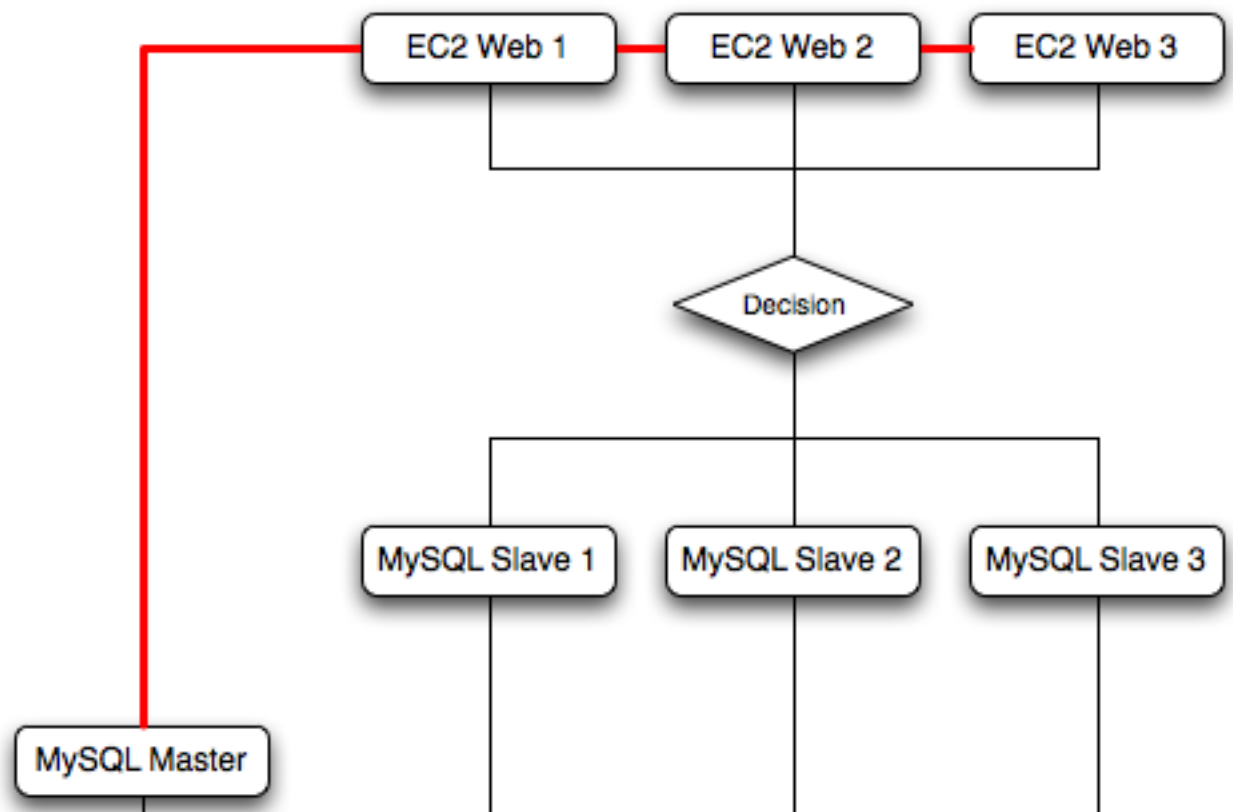 EC2 Web 1
EC2 Web 2
EC2 Web 3
Decision
MySQL Slave 1
MySQL Slave 2
MySQL Slave 3
MySQL Master